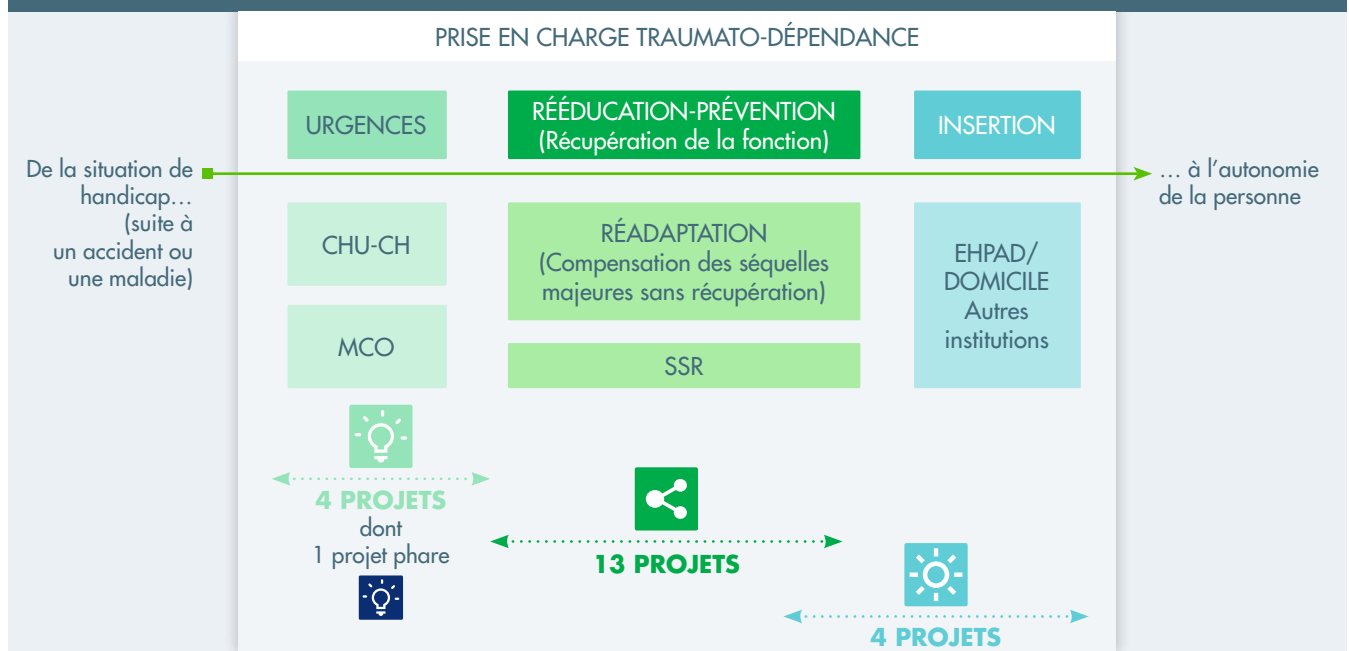 PRISE EN CHARGE TRAUMATO-DÉPENDANCE
URGENCES
RÉÉDUCATION-PRÉVENTION
(Récupération de la fonction)
INSERTION
De la situation de
handicap…
(suite à
un accident ou
une maladie)
… à l'autonomie
de la personne
CHU-CH
MCO
RÉADAPTATION
(Compensation des séquelles
majeures sans récupération)
SSR
EHPAD/
DOMICILE
Autres
institutions
4 PROJETS
dont
1 projet phare
13 PROJETS
4 PROJETS